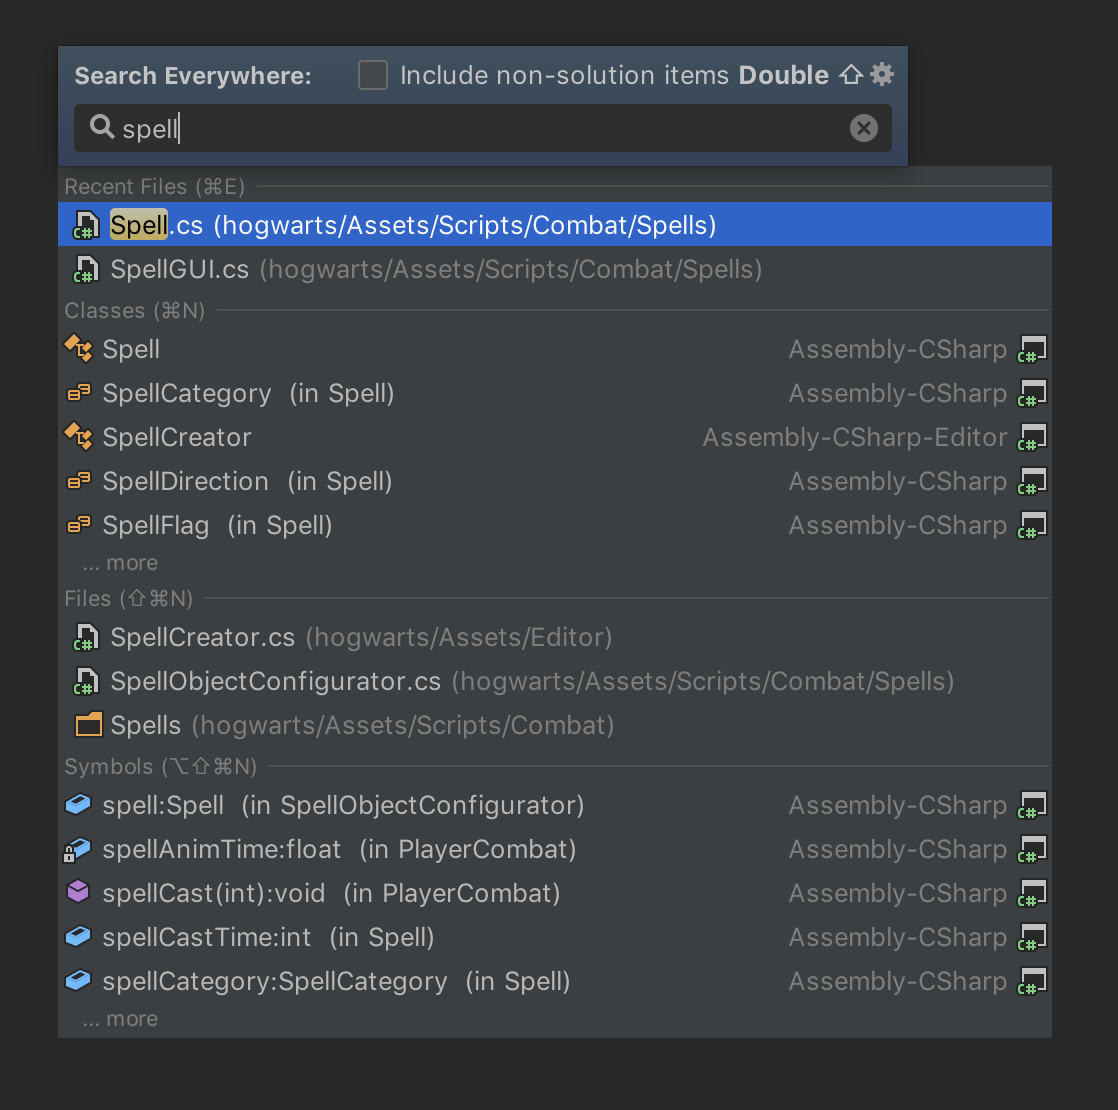 Search Everywhere: Include non-solution items Double ⇧
spell
Recent Files (⌘E)
Spell.cs (hogwarts/Assets/Scripts/Combat/Spells)
SpellGUI.cs (hogwarts/Assets/Scripts/Combat/Spells)
Classes (⌘N)
Spell Assembly-CSharp
SpellCategory (in Spell) Assembly-CSharp
SpellCreator Assembly-CSharp-Editor
SpellDirection (in Spell) Assembly-CSharp
SpellFlag (in Spell) Assembly-CSharp
... more
Files (⇧⌘N)
SpellCreator.cs (hogwarts/Assets/Editor)
SpellObjectConfigurator.cs (hogwarts/Assets/Scripts/Combat/Spells)
Spells (hogwarts/Assets/Scripts/Combat)
Symbols (⌥⇧⌘N)
spell:Spell (in SpellObjectConfigurator) Assembly-CSharp
spellAnimTime:float (in PlayerCombat) Assembly-CSharp
spellCast(int):void (in PlayerCombat) Assembly-CSharp
spellCastTime:int (in Spell) Assembly-CSharp
spellCategory:SpellCategory (in Spell) Assembly-CSharp
... more